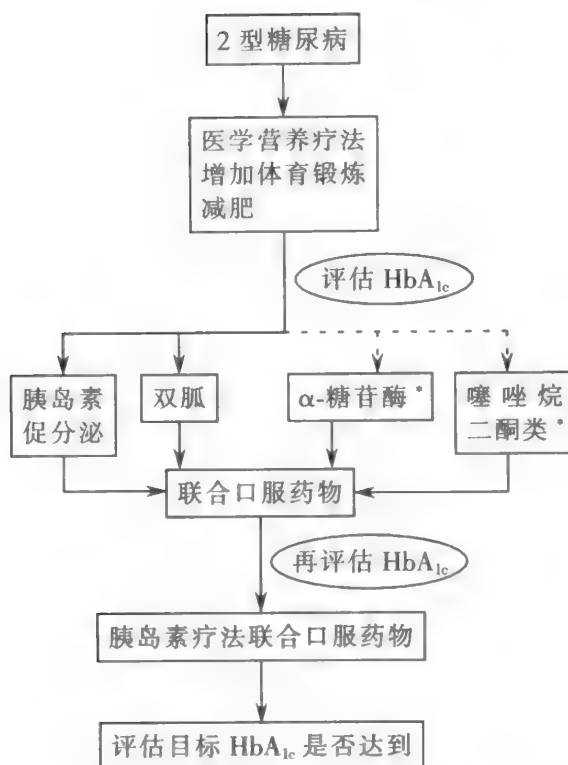 2 型糖尿病
医学营养疗法
增加体育锻炼
减肥
评估 HbA₁c
胰岛素
促分泌
双胍
α-糖苷酶*
噻唑烷
二酮类*
联合口服药物
再评估 HbA₁c
胰岛素疗法联合口服药物
评估目标 HbA₁c 是否达到